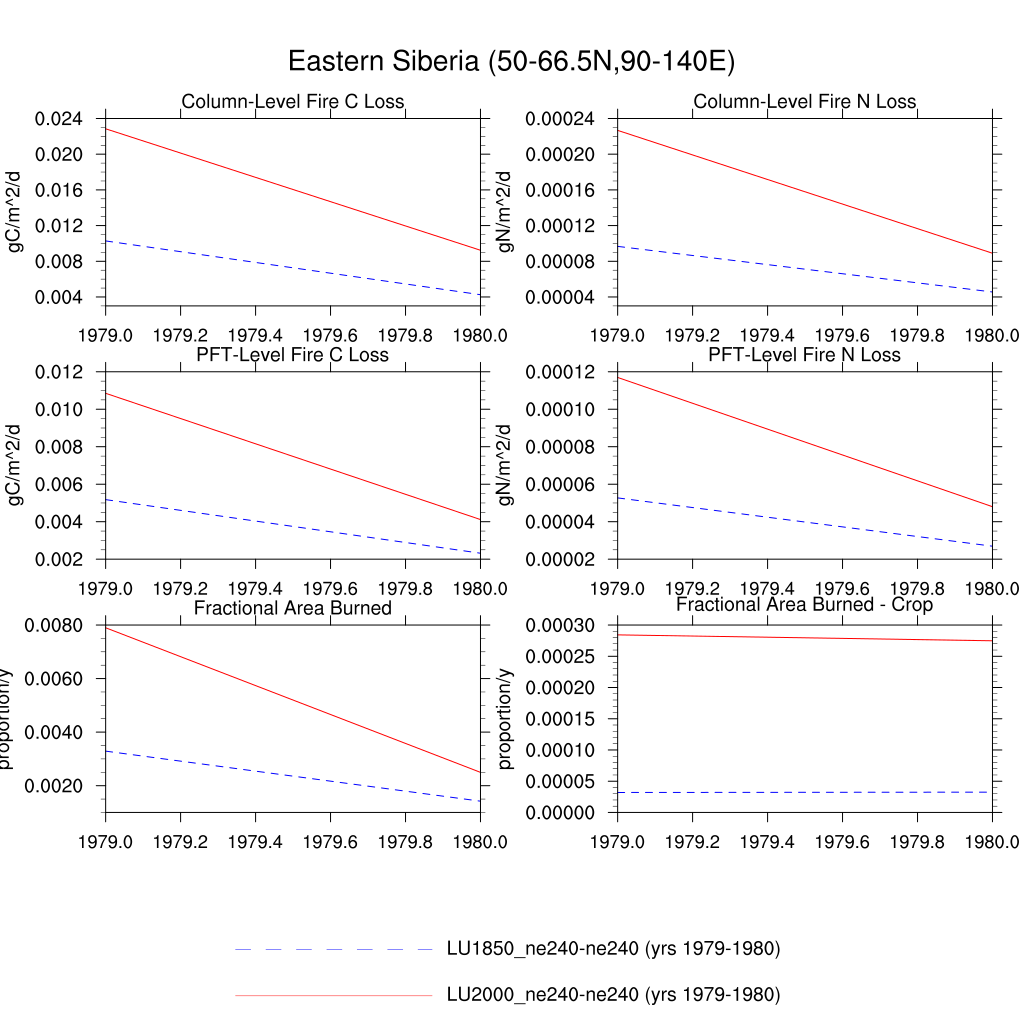 Eastern Siberia (50-66.5N,90-140E)
Column-Level Fire C Loss
gC/m^2/d
0.024
0.020
0.016
0.012
0.008
0.004
1979.0 1979.2 1979.4 1979.6 1979.8 1980.0
Column-Level Fire N Loss
gN/m^2/d
0.00024
0.00020
0.00016
0.00012
0.00008
0.00004
1979.0 1979.2 1979.4 1979.6 1979.8 1980.0
PFT-Level Fire C Loss
gC/m^2/d
0.012
0.010
0.008
0.006
0.004
0.002
1979.0 1979.2 1979.4 1979.6 1979.8 1980.0
PFT-Level Fire N Loss
gN/m^2/d
0.00012
0.00010
0.00008
0.00006
0.00004
0.00002
1979.0 1979.2 1979.4 1979.6 1979.8 1980.0
Fractional Area Burned
proportion/y
0.0080
0.0060
0.0040
0.0020
1979.0 1979.2 1979.4 1979.6 1979.8 1980.0
Fractional Area Burned - Crop
proportion/y
0.00030
0.00025
0.00020
0.00015
0.00010
0.00005
0.00000
1979.0 1979.2 1979.4 1979.6 1979.8 1980.0
LU1850_ne240-ne240 (yrs 1979-1980)
LU2000_ne240-ne240 (yrs 1979-1980)